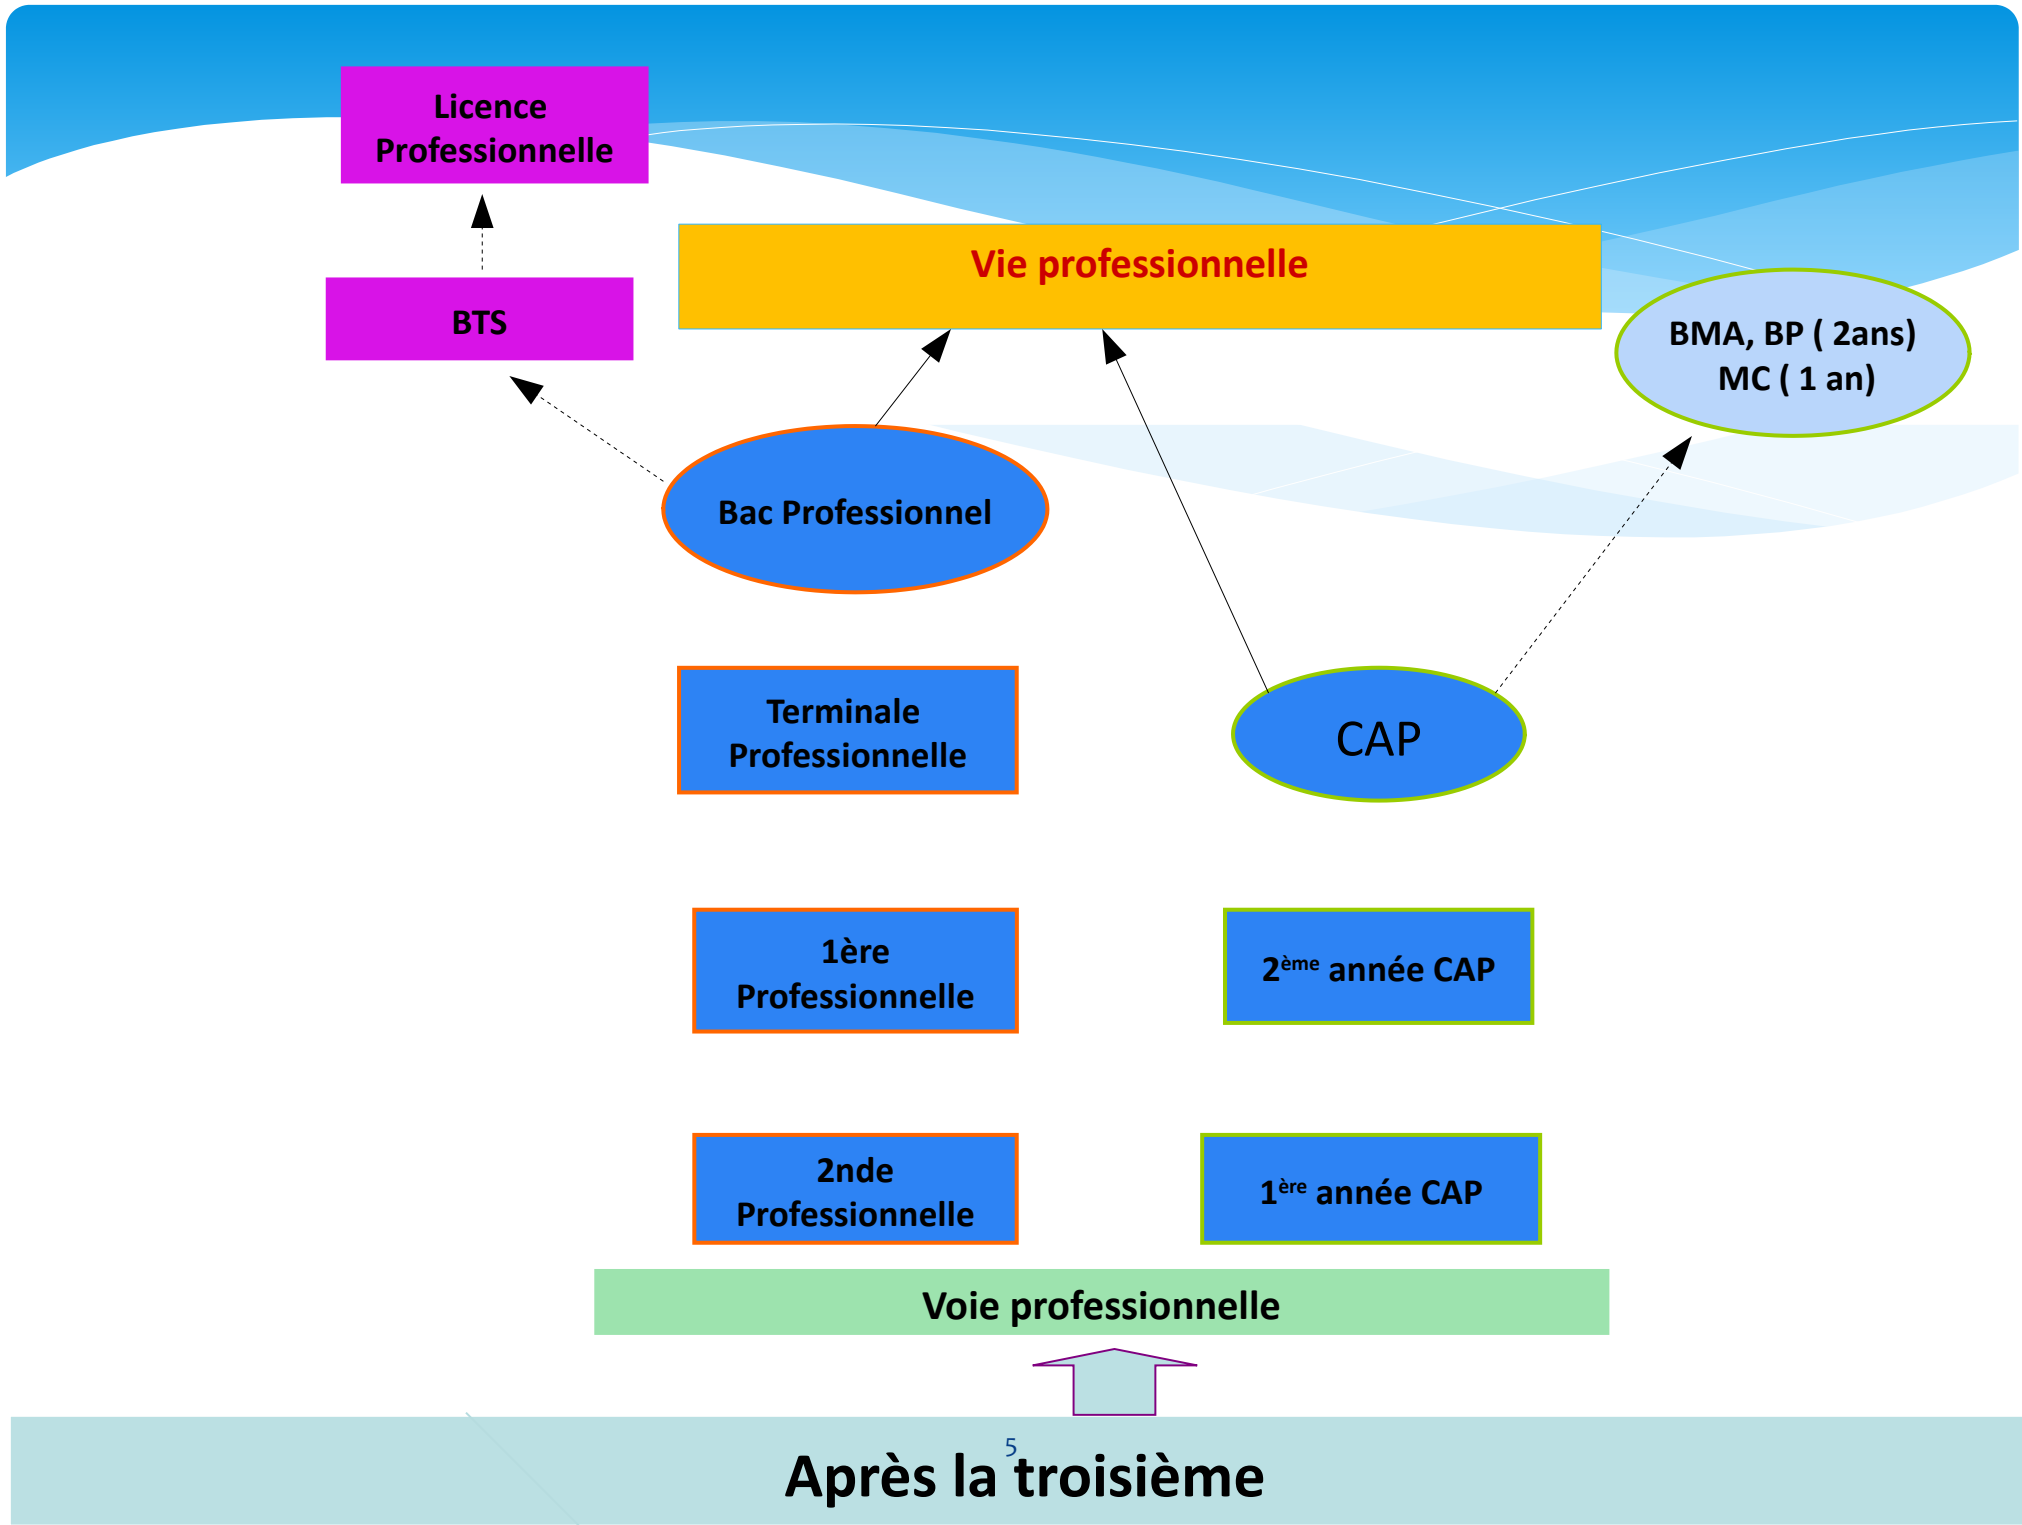 Licence
Professionnelle
Vie professionnelle
BTS
BMA, BP ( 2ans)
MC ( 1 an)
Bac Professionnel
Terminale
Professionnelle
CAP
1ère
Professionnelle
2ème année CAP
2nde
Professionnelle
1ère année CAP
Voie professionnelle
5
Après la troisième